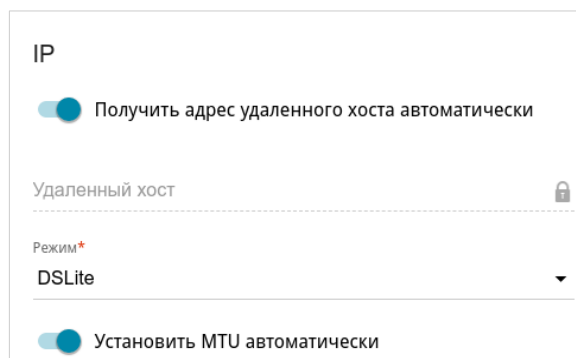 IP
Получить адрес удаленного хоста автоматически
Удаленный хост
Режим*
DSLite
Установить MTU автоматически